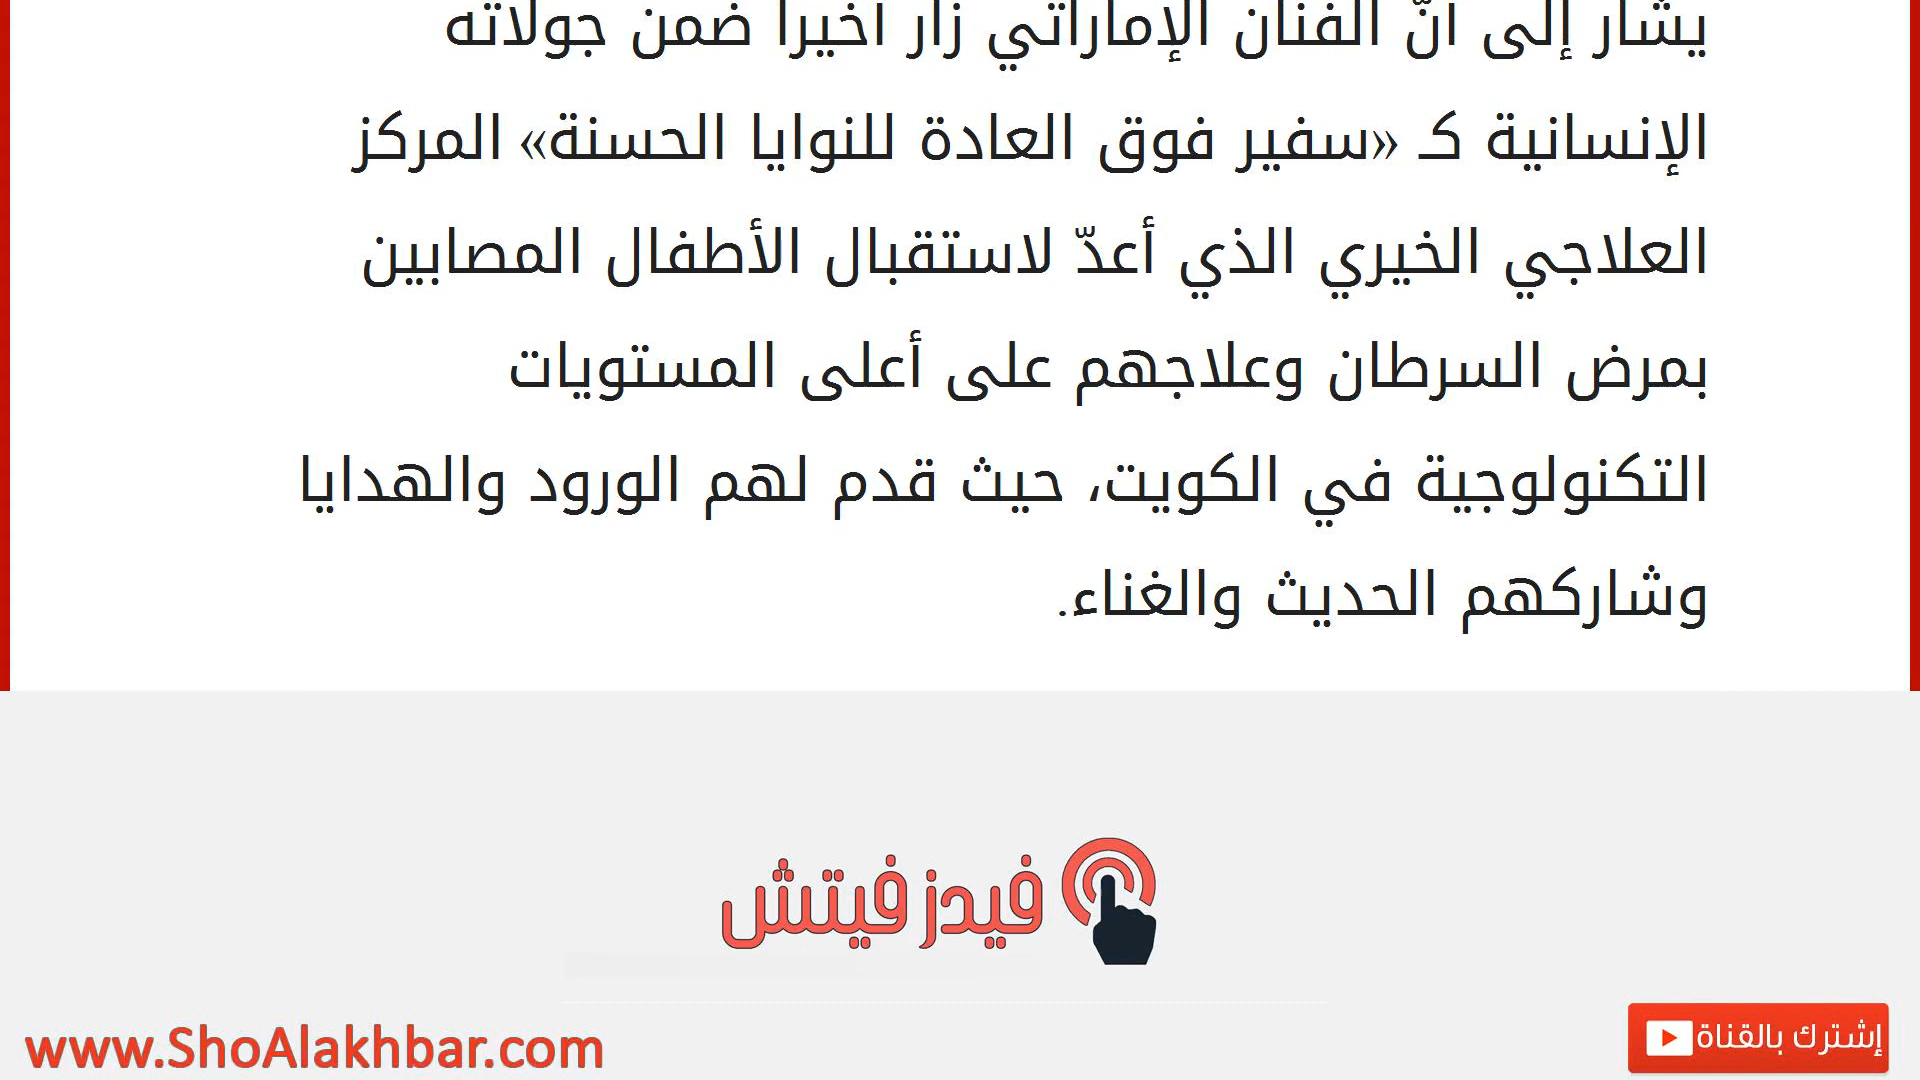 يشار إلى أنّ الفنان الإماراتي زار أخيرا ضمن جولاته
الإنسانية كـ «سفير فوق العادة للنوايا الحسنة» المركز
العلاجي الخيري الذي أعدّ لاستقبال الأطفال المصابين
بمرض السرطان وعلاجهم على أعلى المستويات
التكنولوجية في الكويت، حيث قدم لهم الورود والهدايا
وشاركهم الحديث والغناء.
فيدز فيتش
www.ShoAlakhbar.com
إشترك بالقناة